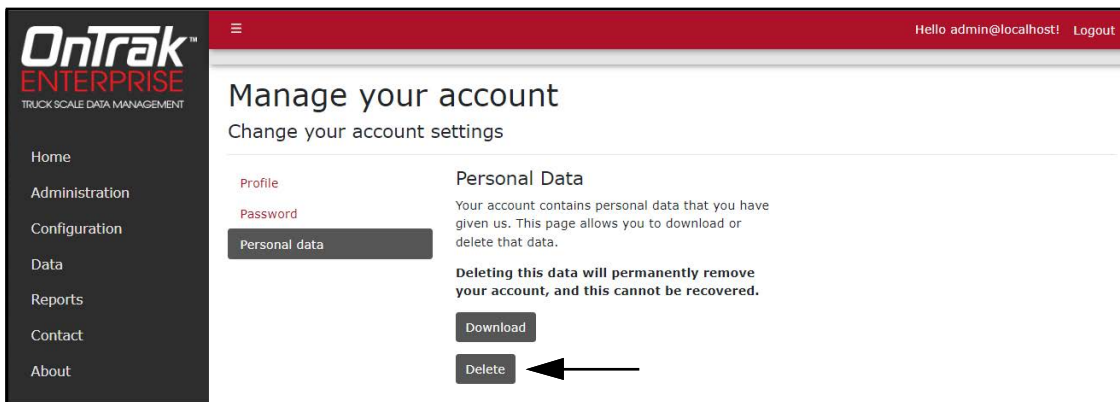 OnTrak™
ENTERPRISE
TRUCK SCALE DATA MANAGEMENT
☰
Hello admin@localhost! Logout
Manage your account
Change your account settings
Home
Administration
Configuration
Data
Reports
Contact
About
Profile
Password
Personal data
Personal Data
Your account contains personal data that you have
given us. This page allows you to download or
delete that data.
Deleting this data will permanently remove
your account, and this cannot be recovered.
Download
Delete